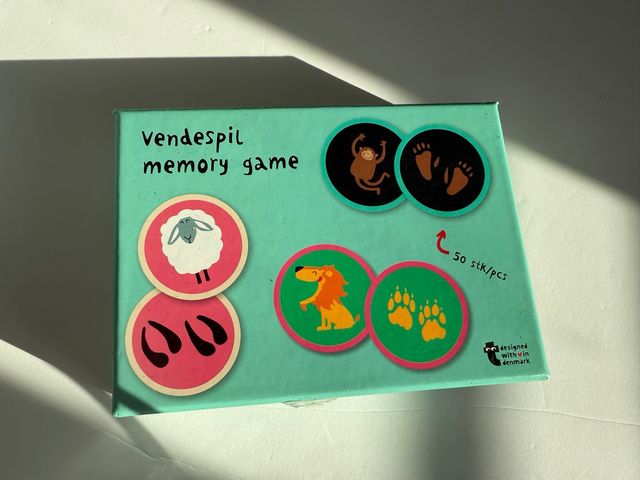 vendespil
memory game
50 stk/pcs
designed
with ♥ in
denmark